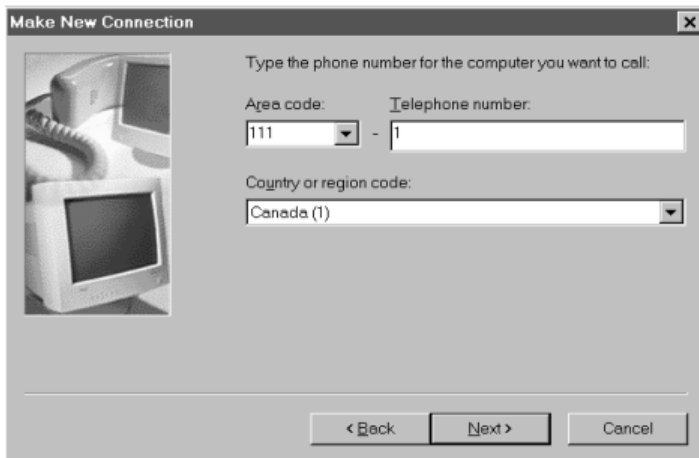 Make New Connection
Type the phone number for the computer you want to call:
Area code: Telephone number:
111 - 1
Country or region code:
Canada (1)
< Back Next > Cancel